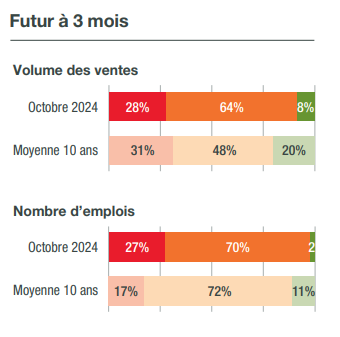 Futur à 3 mois
Volume des ventes
Octobre 2024 28% 64% 8%
Moyenne 10 ans 31% 48% 20%
Nombre d'emplois
Octobre 2024 27% 70% 2
Moyenne 10 ans 17% 72% 11%